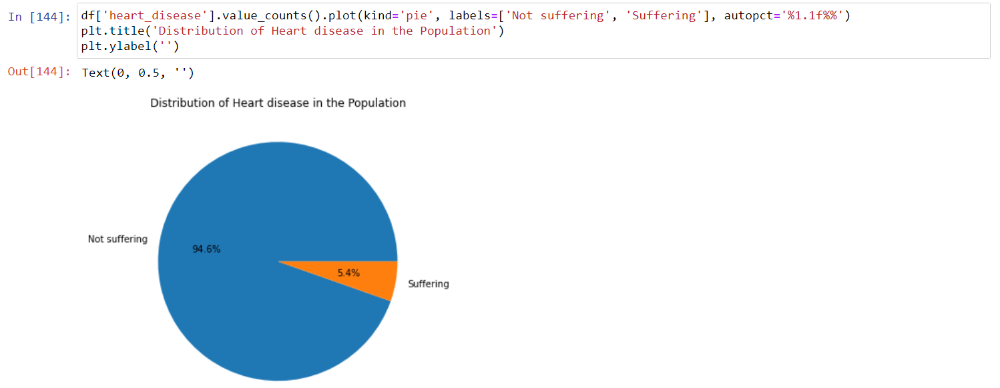 In [144]: df['heart_disease'].value_counts().plot(kind='pie', labels=['Not suffering', 'Suffering'], autopct='%1.1f%%')
plt.title('Distribution of Heart disease in the Population')
plt.ylabel('')
Out[144]: Text(0, 0.5, '')
Distribution of Heart disease in the Population
Not suffering
94.6%
5.4%
Suffering